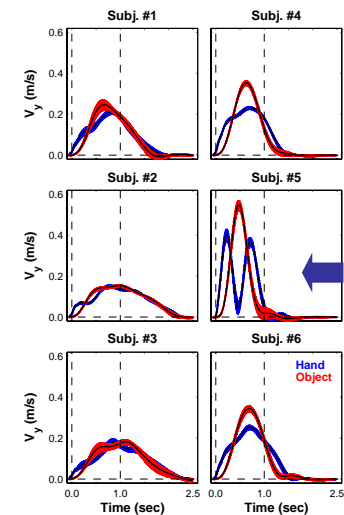 Subj. #1
Subj. #4
0.6
0.4
0.2
0.0
V_y (m/s)
Subj. #2
Subj. #5
0.6
0.4
0.2
0.0
V_y (m/s)
Subj. #3
Subj. #6
0.6
0.4
0.2
0.0
V_y (m/s)
Hand
Object
0.0 1.0 2.5
0.0 1.0 2.5
Time (sec)
Time (sec)